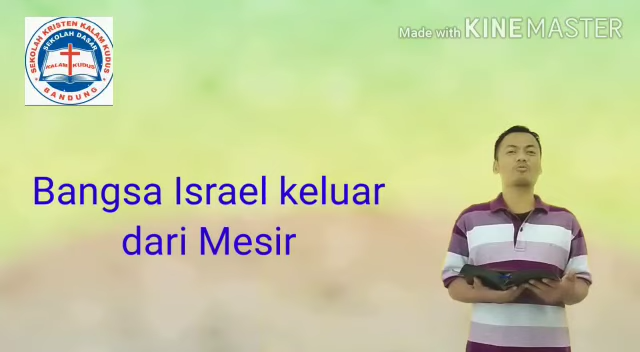 SEKOLAH KRISTEN KALAM KUDUS
SEKOLAH DASAR
KALAM KUDUS
BANDUNG
Made with KINEMASTER
Bangsa Israel keluar
dari Mesir